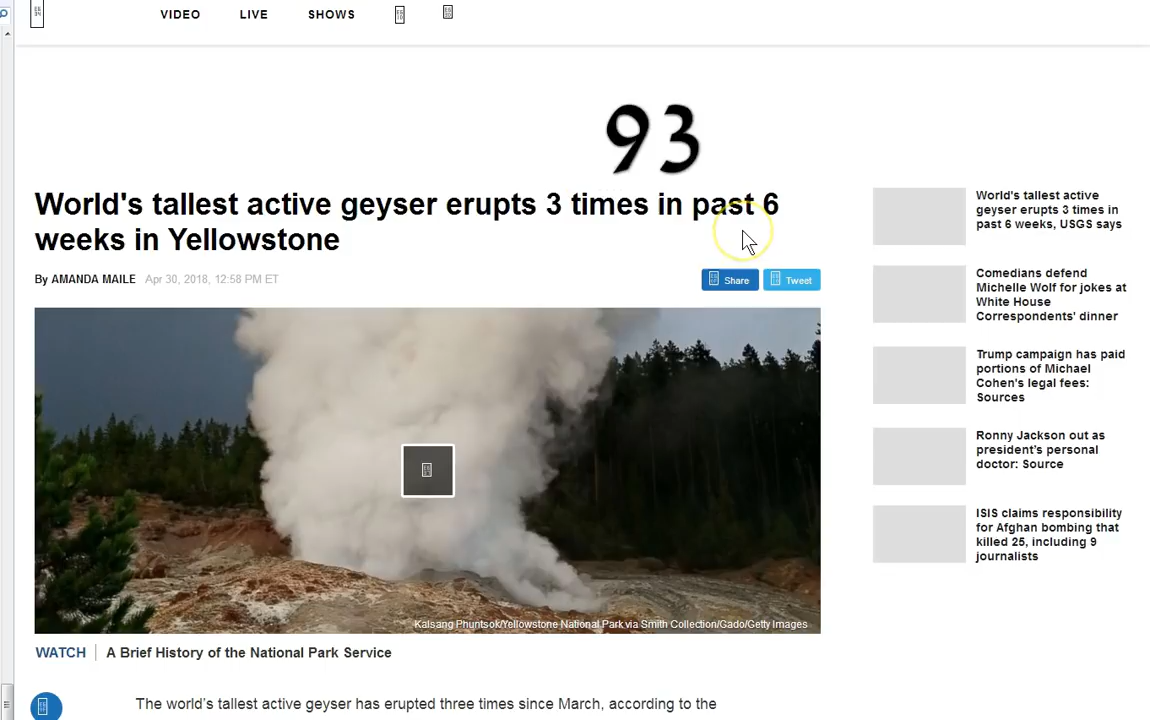 VIDEO LIVE SHOWS
93
World's tallest active geyser erupts 3 times in past 6
weeks in Yellowstone
By AMANDA MAILE Apr 30, 2018, 12:58 PM ET
Share Tweet
Kalsang Phuntsok/Yellowstone National Park via Smith Collection/Gado/Getty Images
WATCH A Brief History of the National Park Service
The world's tallest active geyser has erupted three times since March, according to the
World's tallest active
geyser erupts 3 times in
past 6 weeks, USGS says
Comedians defend
Michelle Wolf for jokes at
White House
Correspondents' dinner
Trump campaign has paid
portions of Michael
Cohen's legal fees:
Sources
Ronny Jackson out as
president's personal
doctor: Source
ISIS claims responsibility
for Afghan bombing that
killed 25, including 9
journalists